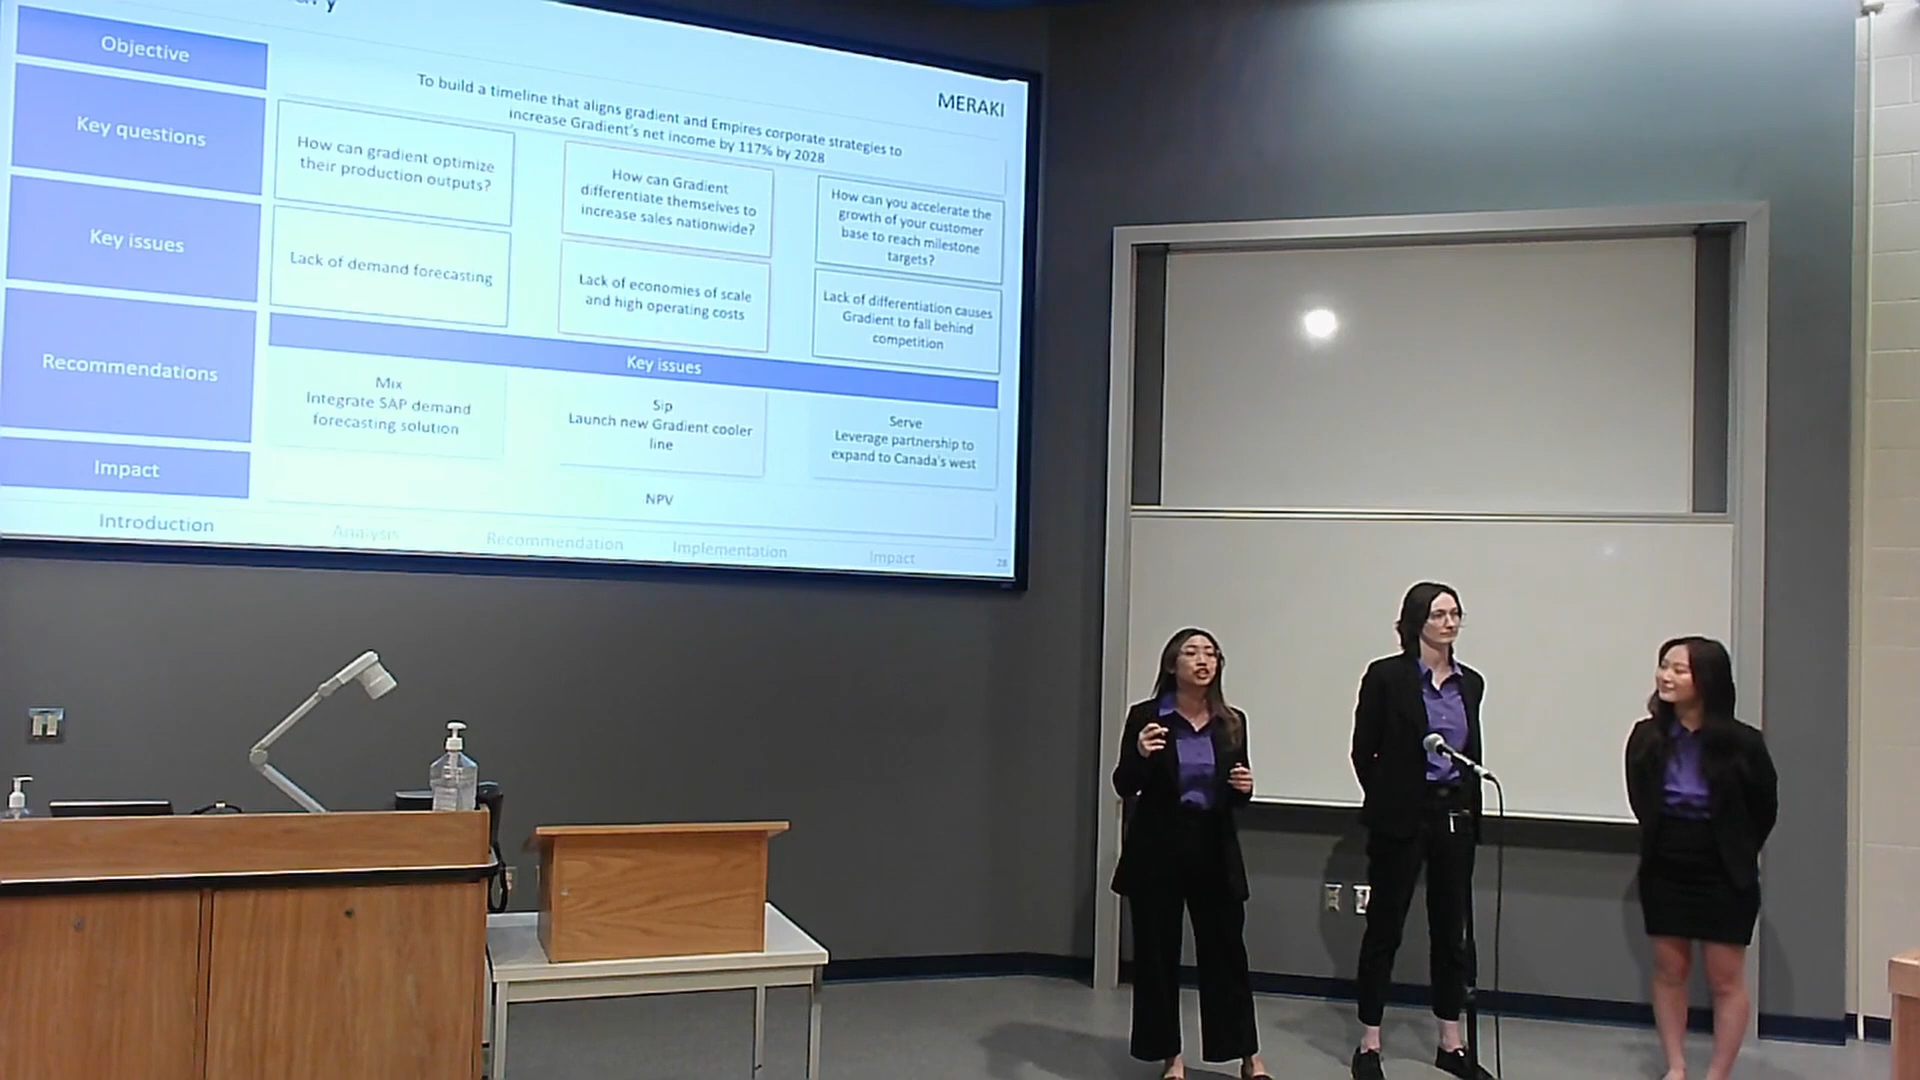 MERAKI
Objective
To build a timeline that aligns gradient and Empires corporate strategies to
increase Gradient's net income by 117% by 2028
Key questions
How can gradient optimize
their production outputs?
How can Gradient
differentiate themselves to
increase sales nationwide?
How can you accelerate the
growth of your customer
base to reach milestone
targets?
Key issues
Lack of demand forecasting
Lack of economies of scale
and high operating costs
Lack of differentiation causes
Gradient to fall behind
competition
Key issues
Recommendations
Mix
Integrate SAP demand
forecasting solution
Sip
Launch new Gradient cooler
line
Serve
Leverage partnership to
expand to Canada's west
Impact
NPV
Introduction
Analysis
Recommendation
Implementation
Impact
28